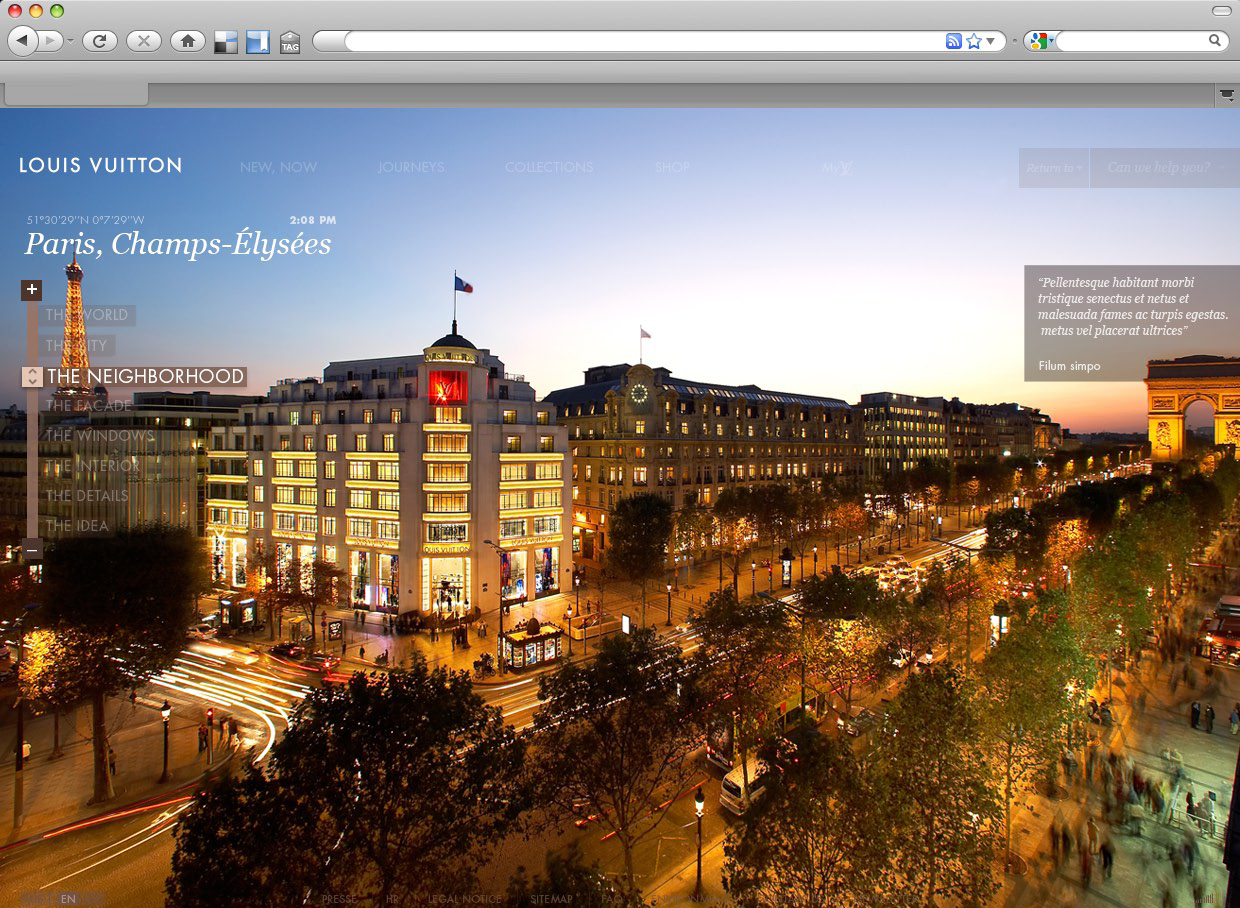 TAG
LOUIS VUITTON
NEW, NOW
JOURNEYS
COLLECTIONS
SHOP
My
Return to
Can we help you?
51°30'29''N 0°7'29''W
2:08 PM
Paris, Champs-Élysées
+
THE WORLD
THE CITY
THE NEIGHBORHOOD
THE FACADE
THE WINDOWS
THE INTERIOR
THE DETAILS
THE IDEA
–
“Pellentesque habitant morbi
tristique senectus et netus et
malesuada fames ac turpis egestas.
metus vel placerat ultrices”
Filum simpo
LOUIS VUITTON
EN
PRESSE
HR
LEGAL NOTICE
SITEMAP
FAQ